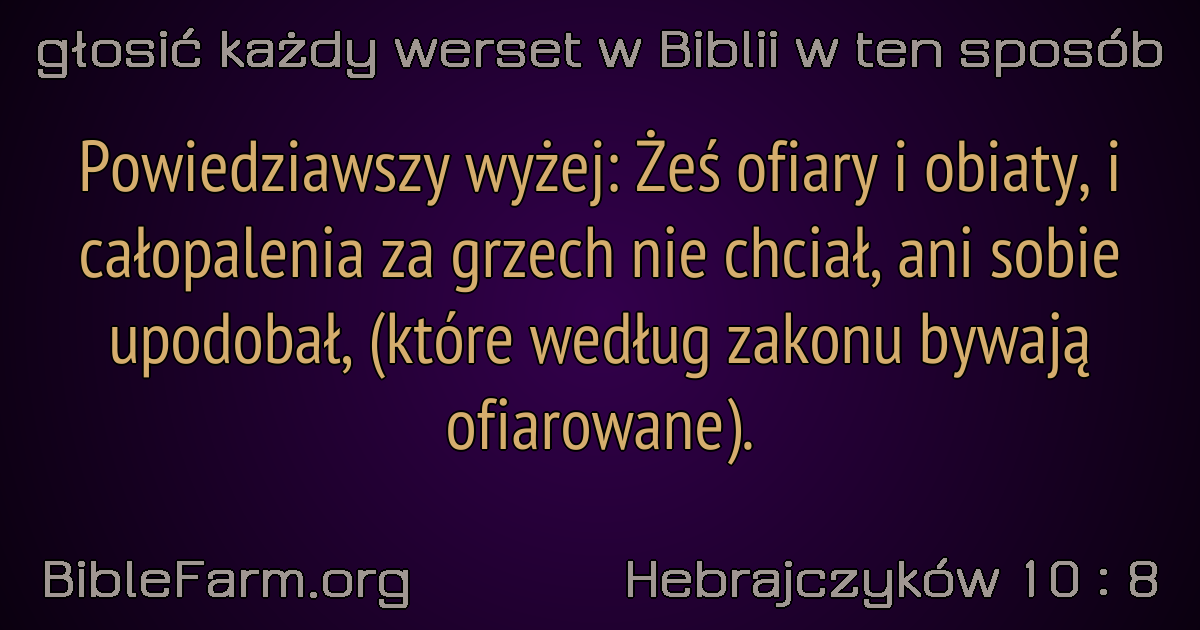 głosić każdy werset w Biblii w ten sposób
Powiedziawszy wyżej: Żeś ofiary i obiaty, i
całopalenia za grzech nie chciał, ani sobie
upodobał, (które według zakonu bywają
ofiarowane).
BibleFarm.org
Hebrajczyków 10 : 8